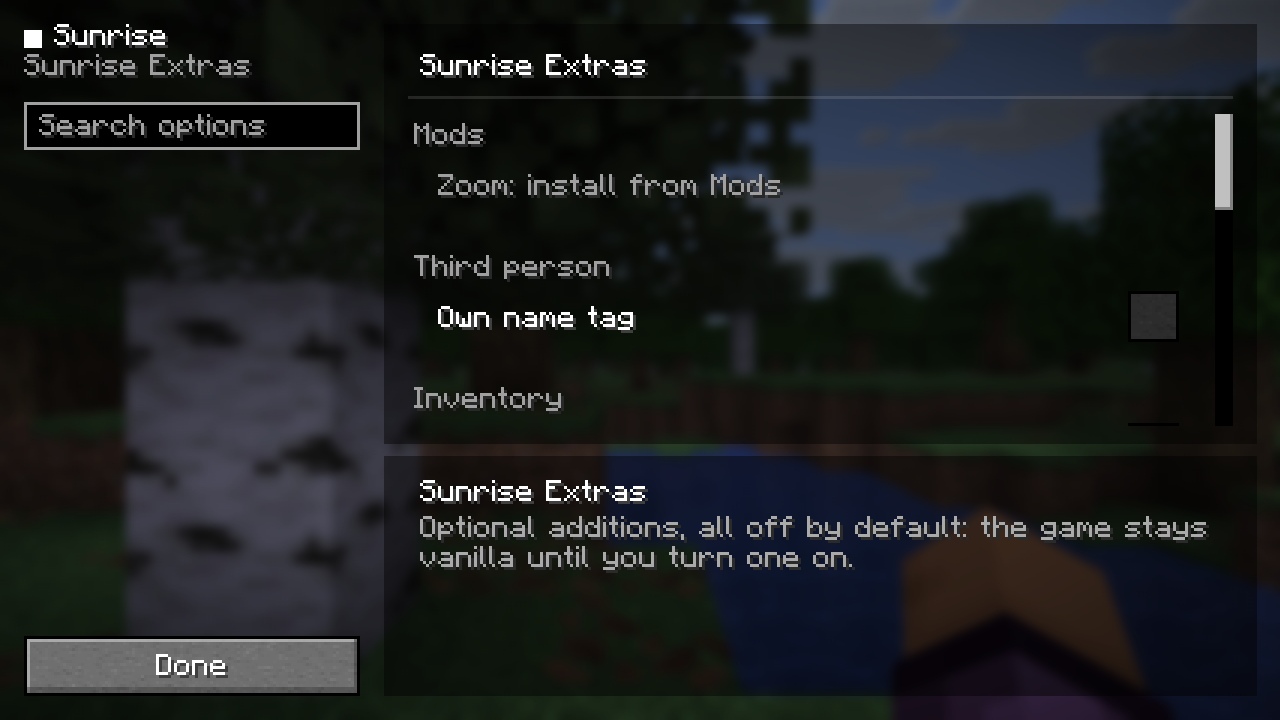 Sunrise
Sunrise Extras
Search options
Done
Sunrise Extras
Mods
Zoom: install from Mods
Third person
Own name tag
Inventory
Sunrise Extras
Optional additions, all off by default: the game stays
vanilla until you turn one on.